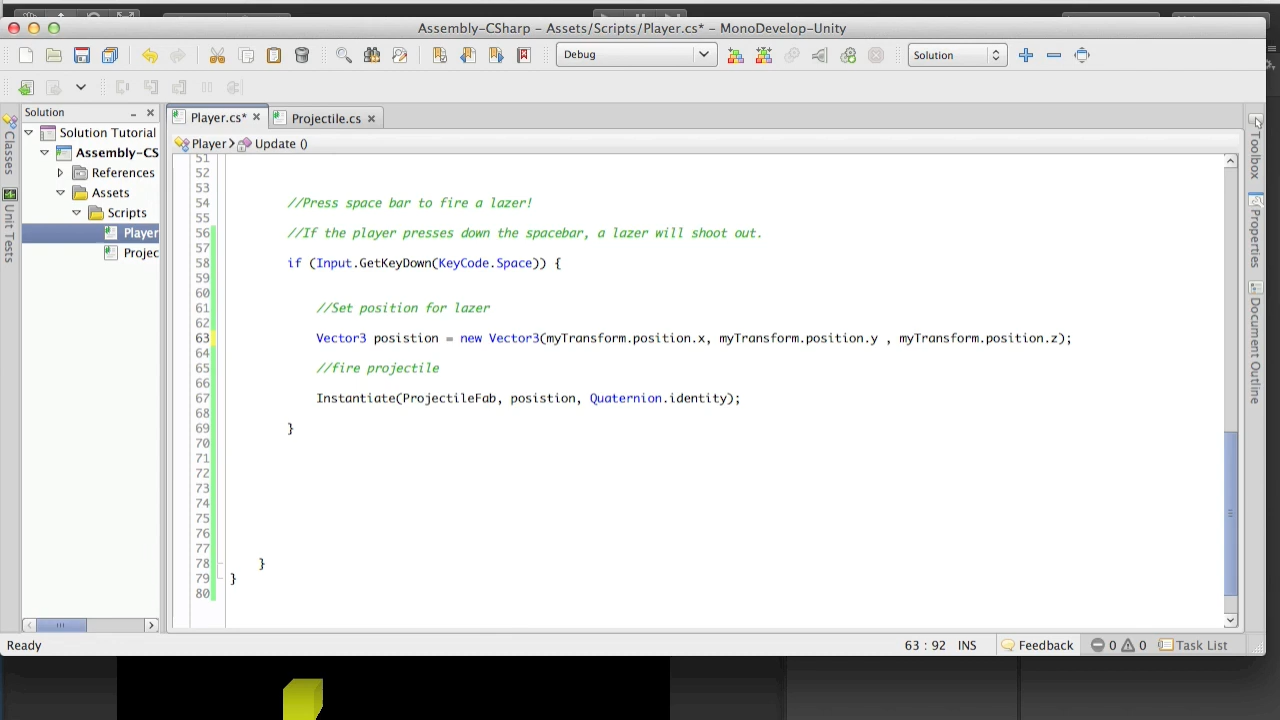 Assembly-CSharp - Assets/Scripts/Player.cs* - MonoDevelop-Unity
Debug
Solution
Solution
Player.cs*
Projectile.cs
Classes
Unit Tests
Toolbox
Properties
Document Outline
Solution Tutorial
Assembly-CS
References
Assets
Scripts
Player
Projec
Player
Update ()
51
52
53
54 //Press space bar to fire a lazer!
55
56 //If the player presses down the spacebar, a lazer will shoot out.
57
58 if (Input.GetKeyDown(KeyCode.Space)) {
59
60
61 //Set position for lazer
62
63 Vector3 posistion = new Vector3(myTransform.position.x, myTransform.position.y , myTransform.position.z);
64
65 //fire projectile
66
67 Instantiate(ProjectileFab, posistion, Quaternion.identity);
68
69 }
70
71
72
73
74
75
76
77
78 }
79 }
80
Ready
63 : 92 INS
Feedback
0 0
Task List